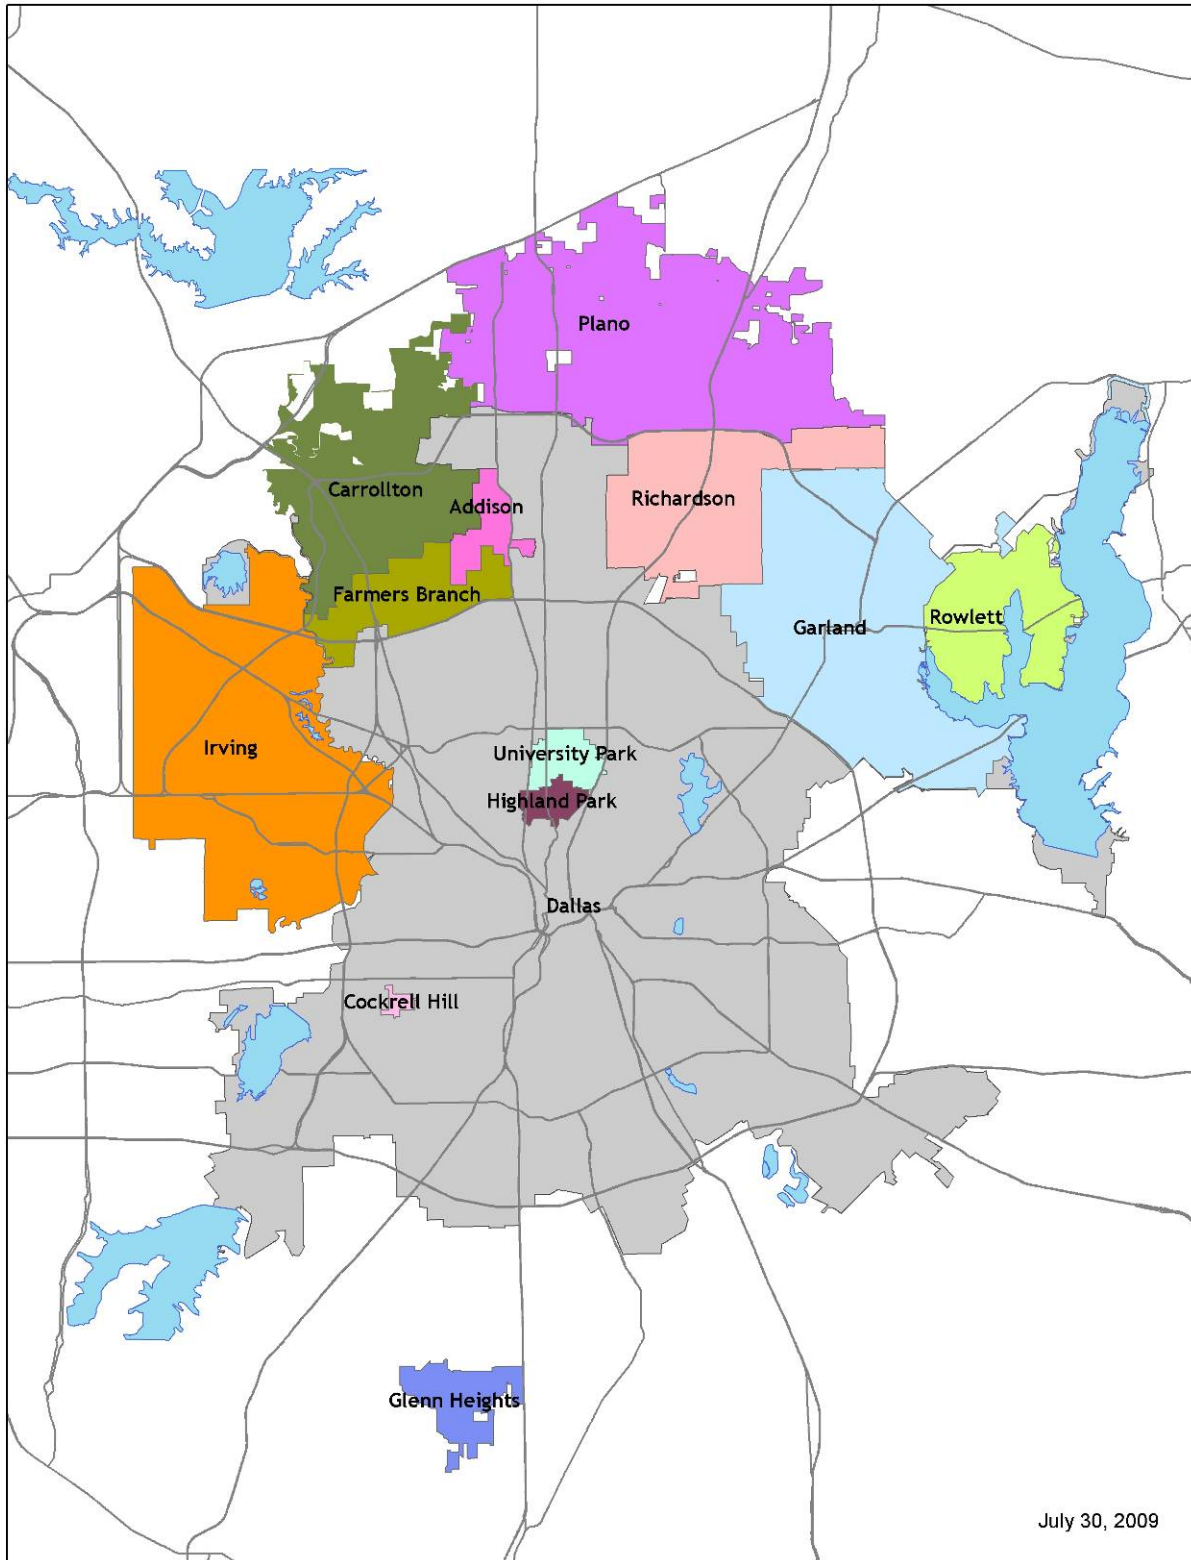 Plano
Carrollton
Addison
Richardson
Farmers Branch
Rowlett
Garland
Irving
University Park
Highland Park
Dallas
Cockrell Hill
Glenn Heights
July 30, 2009